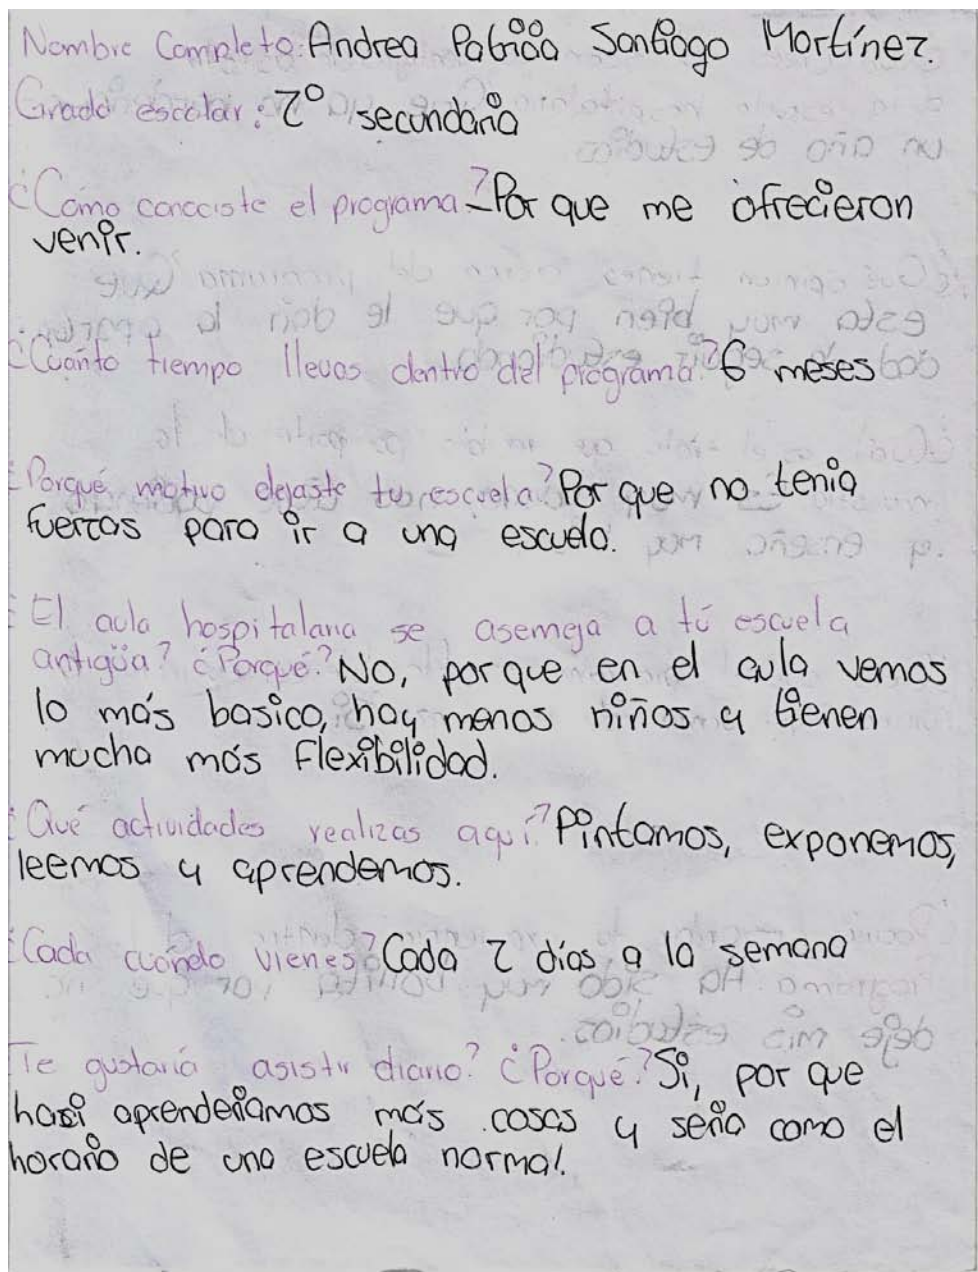 Nombre Completo: Andrea Patricia Santiago Martínez.
Grado escolar: 2° secundaria
¿Cómo conociste el programa? Por que me ofrecieron
venir.
¿Cuánto tiempo llevas dentro del programa? 6 meses
¿Porqué motivo dejaste tu escuela? Por que no tenia
fuerzas para ir a una escuela.
El aula hospitalaria se asemeja a tú escuela
antigüa? ¿Porqué? No, por que en el aula vemos
lo más basico, hay menos niños y tienen
mucha más flexibilidad.
¿Qué actividades realizas aquí? Pintamos, exponemos,
leemos y aprendemos.
¿Cada cuándo vienes? Cada 2 días a la semana
Te gustaría asistir diario? ¿Porqué? Si, por que
hasi aprenderiamos más cosas y seria como el
horario de una escuela normal.